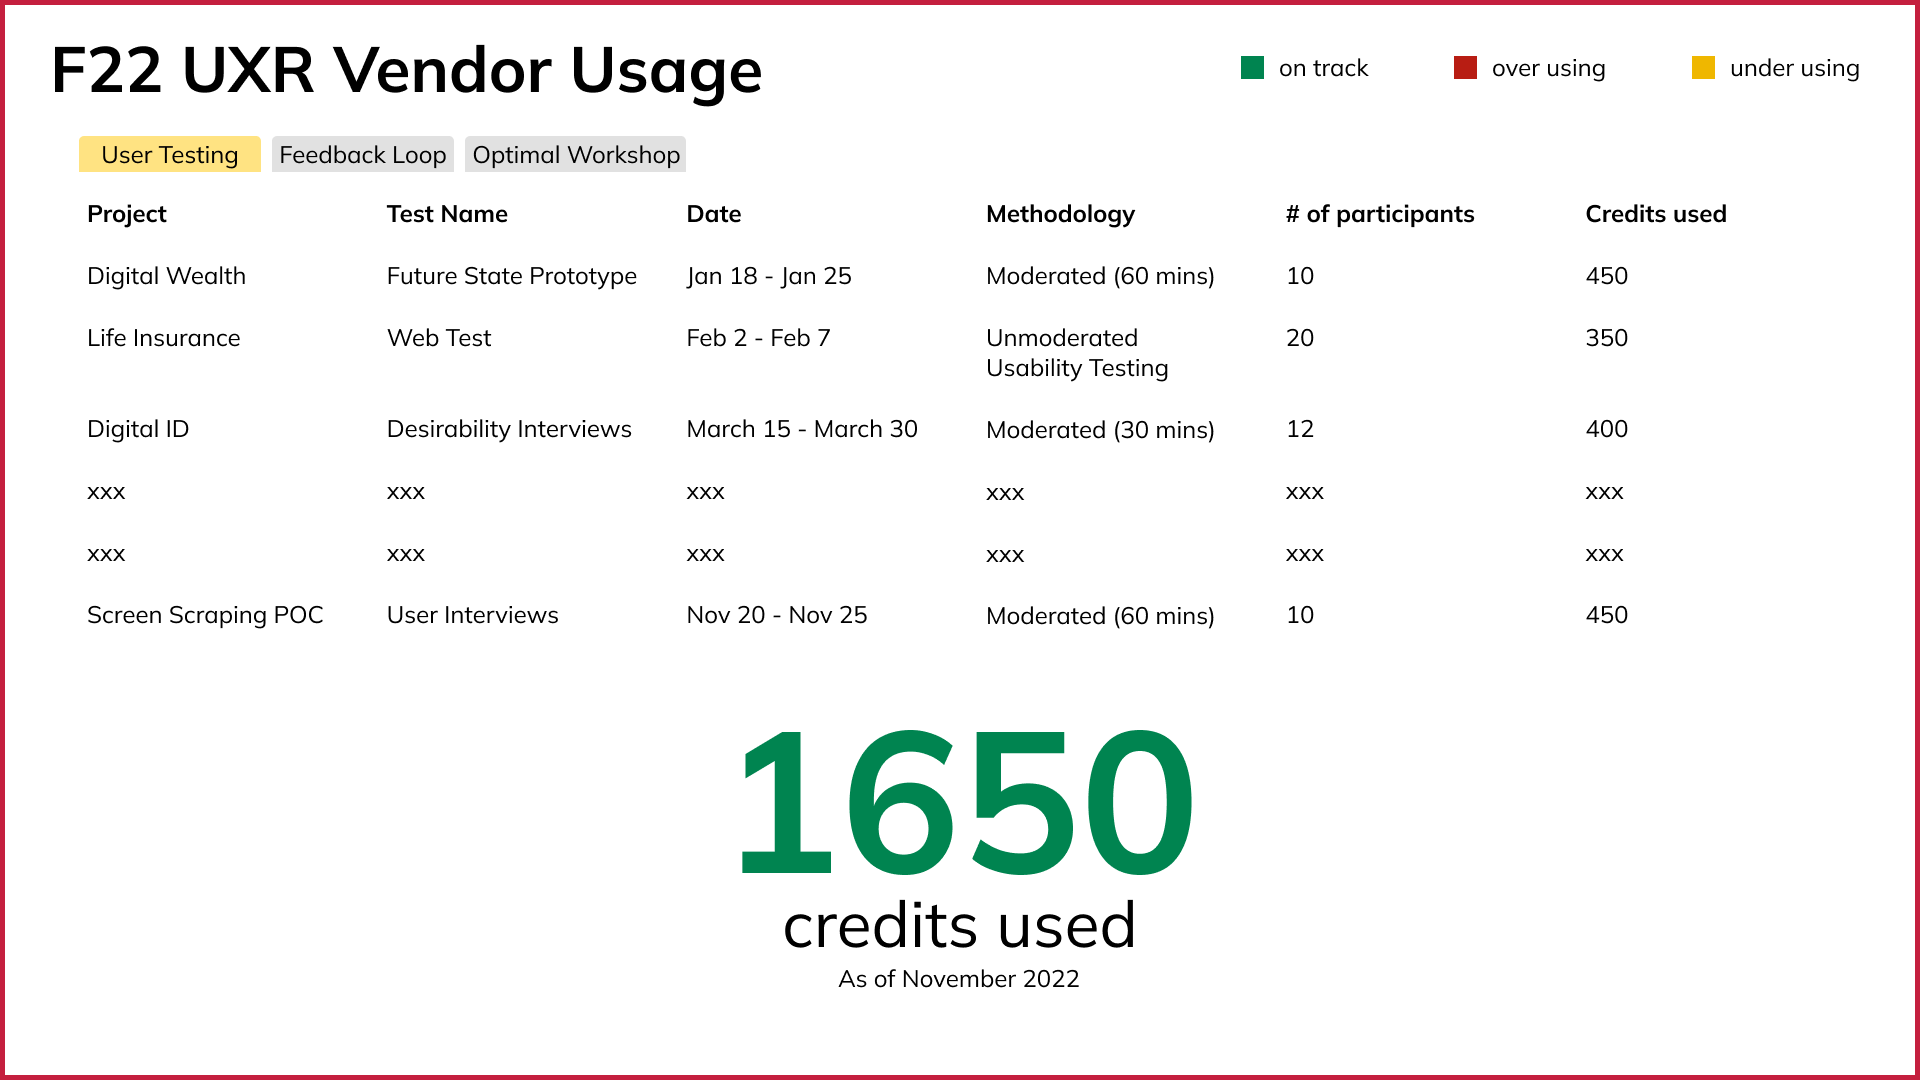 F22 UXR Vendor Usage
on track
over using
under using
User Testing
Feedback Loop
Optimal Workshop
Project Test Name Date Methodology # of participants Credits used
Digital Wealth Future State Prototype Jan 18 - Jan 25 Moderated (60 mins) 10 450
Life Insurance Web Test Feb 2 - Feb 7 Unmoderated 20 350
Usability Testing
Digital ID Desirability Interviews March 15 - March 30 Moderated (30 mins) 12 400
xxx xxx xxx xxx xxx xxx
xxx xxx xxx xxx xxx xxx
Screen Scraping POC User Interviews Nov 20 - Nov 25 Moderated (60 mins) 10 450
1650
credits used
As of November 2022